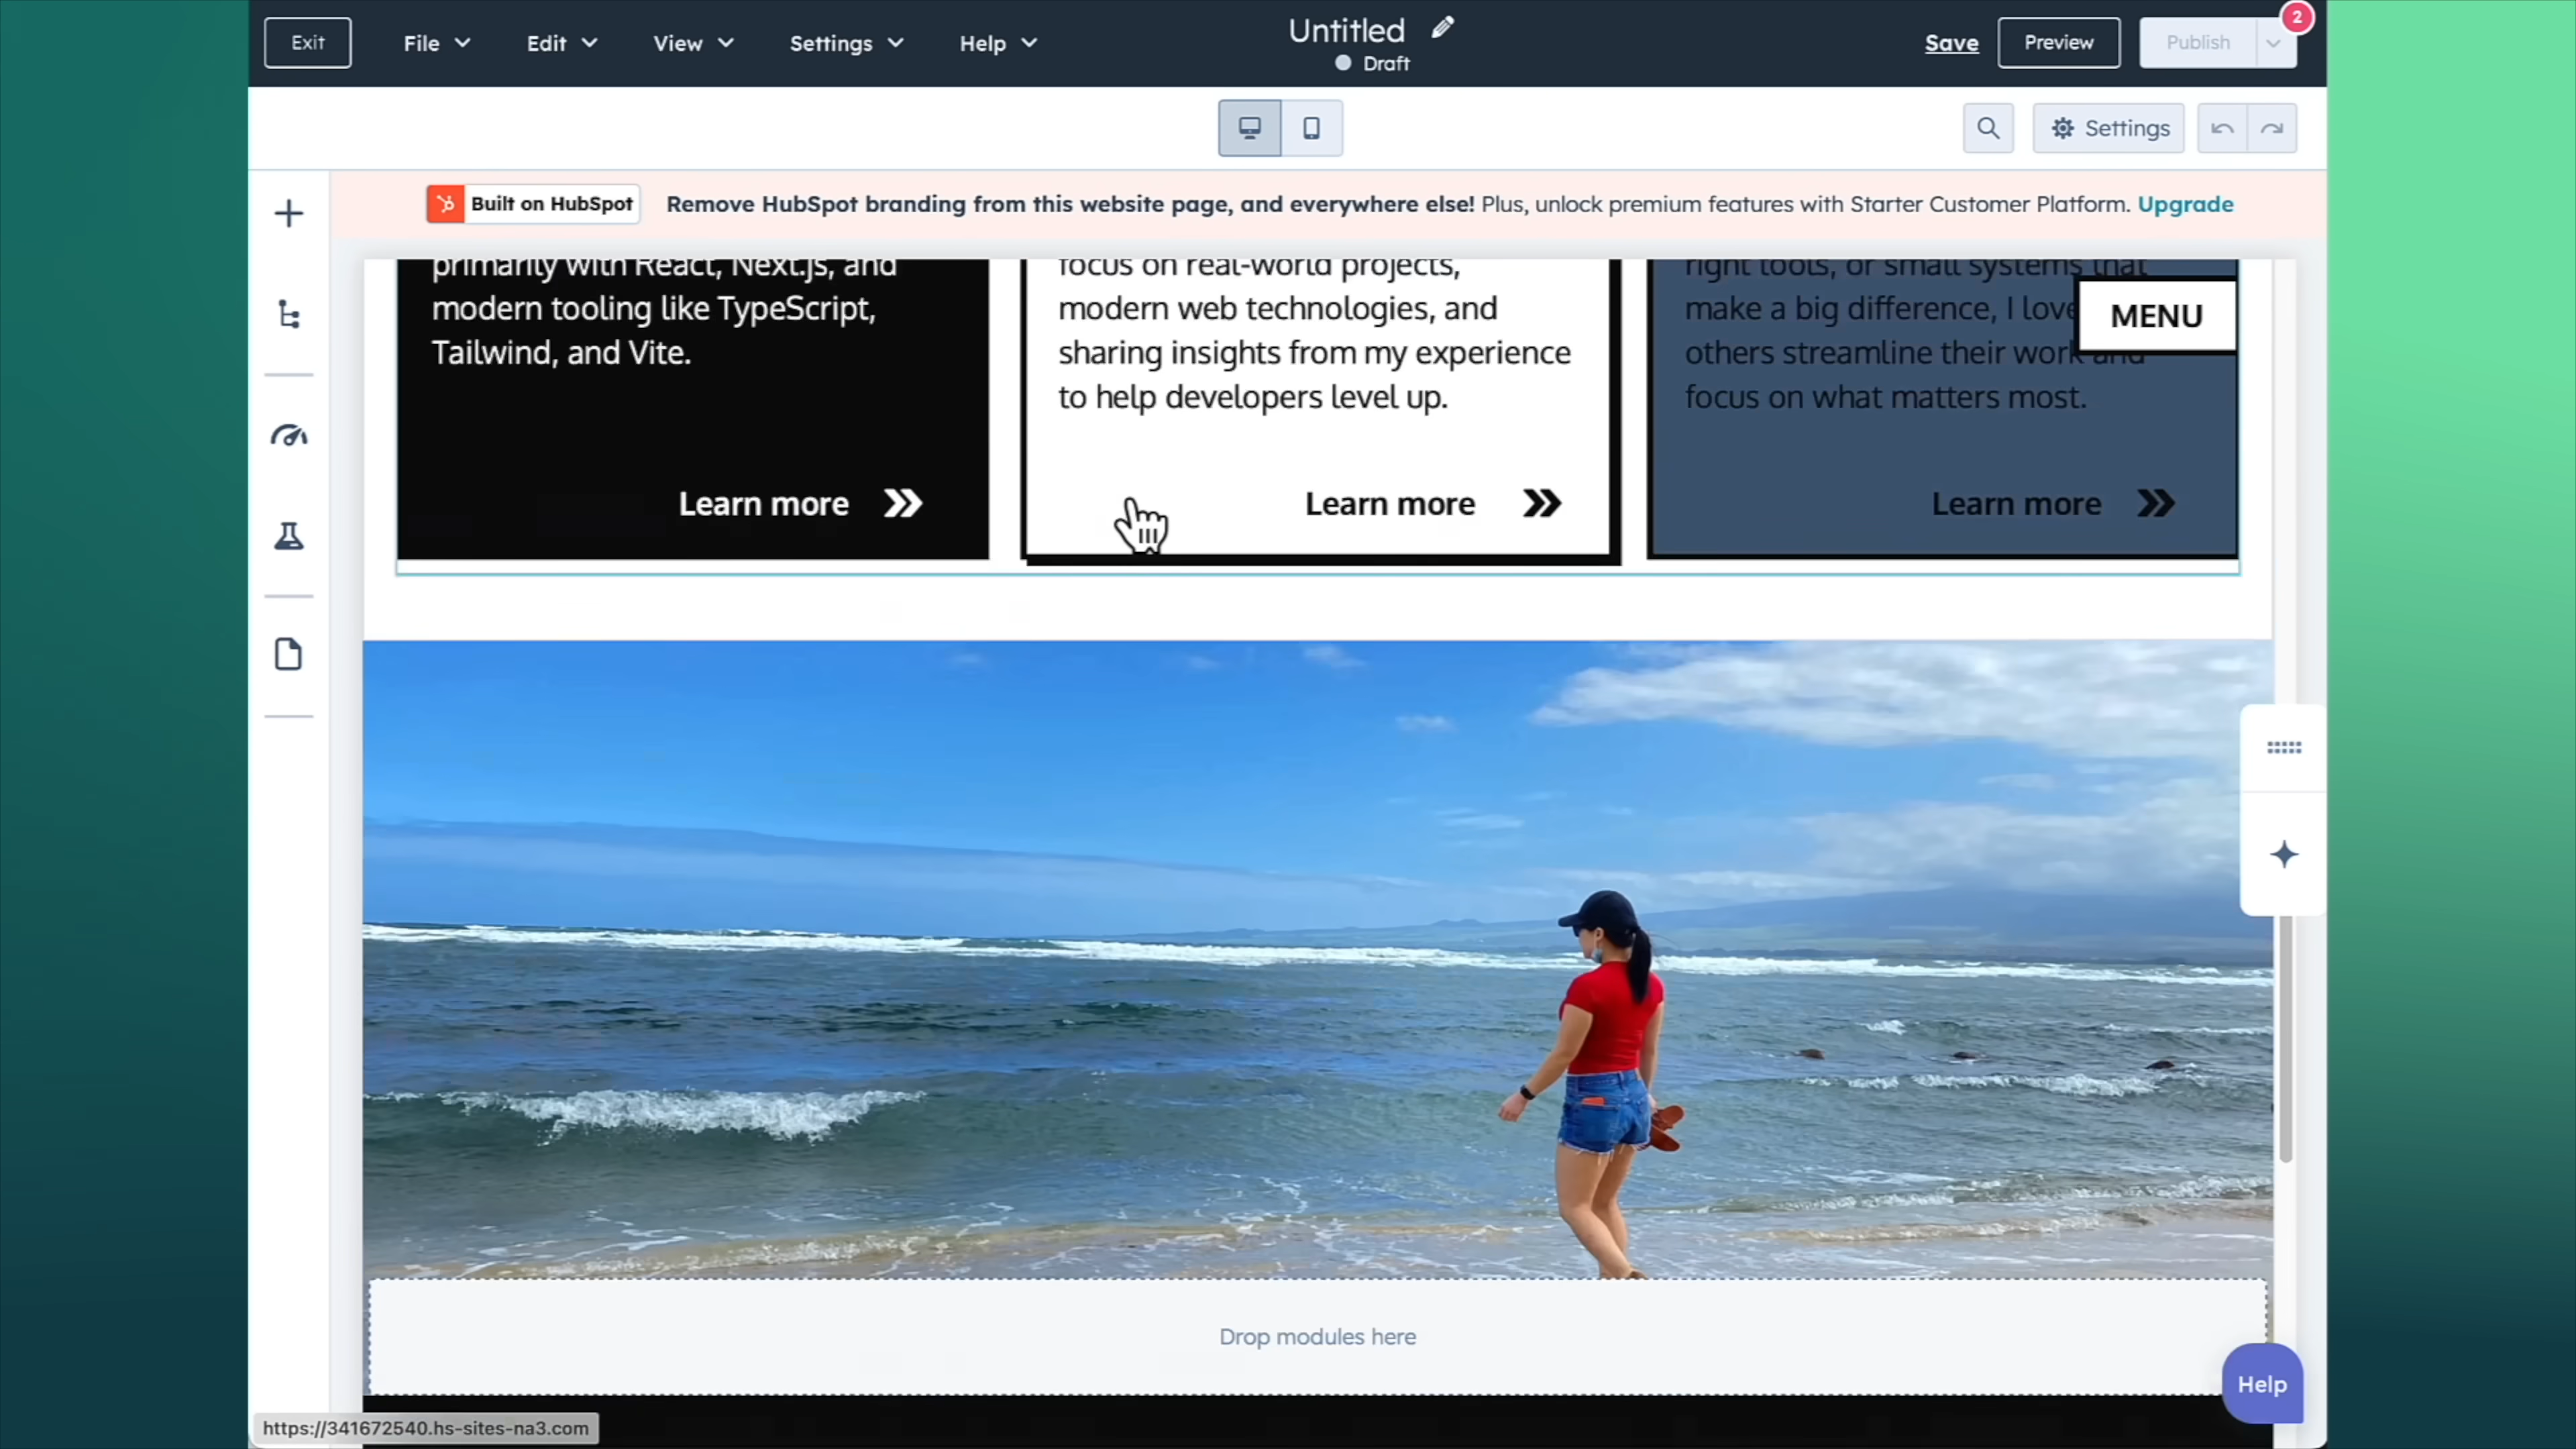 Exit
File
Edit
View
Settings
Help
Untitled
Draft
Save
Preview
Publish
2
Settings
Built on HubSpot
Remove HubSpot branding from this website page, and everywhere else! Plus, unlock premium features with Starter Customer Platform. Upgrade
primarily with React, Next.js, and
modern tooling like TypeScript,
Tailwind, and Vite.
Learn more
focus on real-world projects,
modern web technologies, and
sharing insights from my experience
to help developers level up.
Learn more
right tools, or small systems that
make a big difference, I love
others streamline their work and
focus on what matters most.
Learn more
MENU
Drop modules here
Help
https://341672540.hs-sites-na3.com